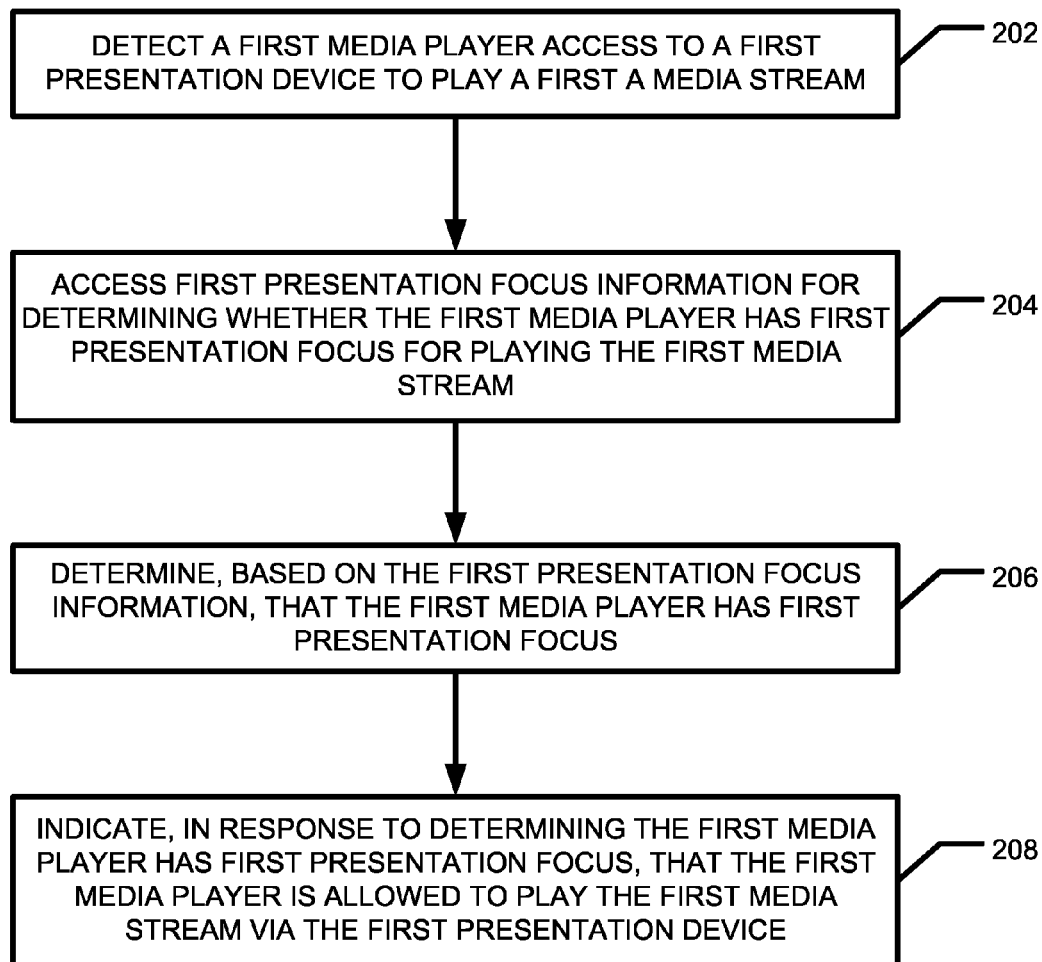 DETECT A FIRST MEDIA PLAYER ACCESS TO A FIRST
PRESENTATION DEVICE TO PLAY A FIRST A MEDIA STREAM
202
ACCESS FIRST PRESENTATION FOCUS INFORMATION FOR
DETERMINING WHETHER THE FIRST MEDIA PLAYER HAS FIRST
PRESENTATION FOCUS FOR PLAYING THE FIRST MEDIA
STREAM
204
DETERMINE, BASED ON THE FIRST PRESENTATION FOCUS
INFORMATION, THAT THE FIRST MEDIA PLAYER HAS FIRST
PRESENTATION FOCUS
206
INDICATE, IN RESPONSE TO DETERMINING THE FIRST MEDIA
PLAYER HAS FIRST PRESENTATION FOCUS, THAT THE FIRST
MEDIA PLAYER IS ALLOWED TO PLAY THE FIRST MEDIA
STREAM VIA THE FIRST PRESENTATION DEVICE
208